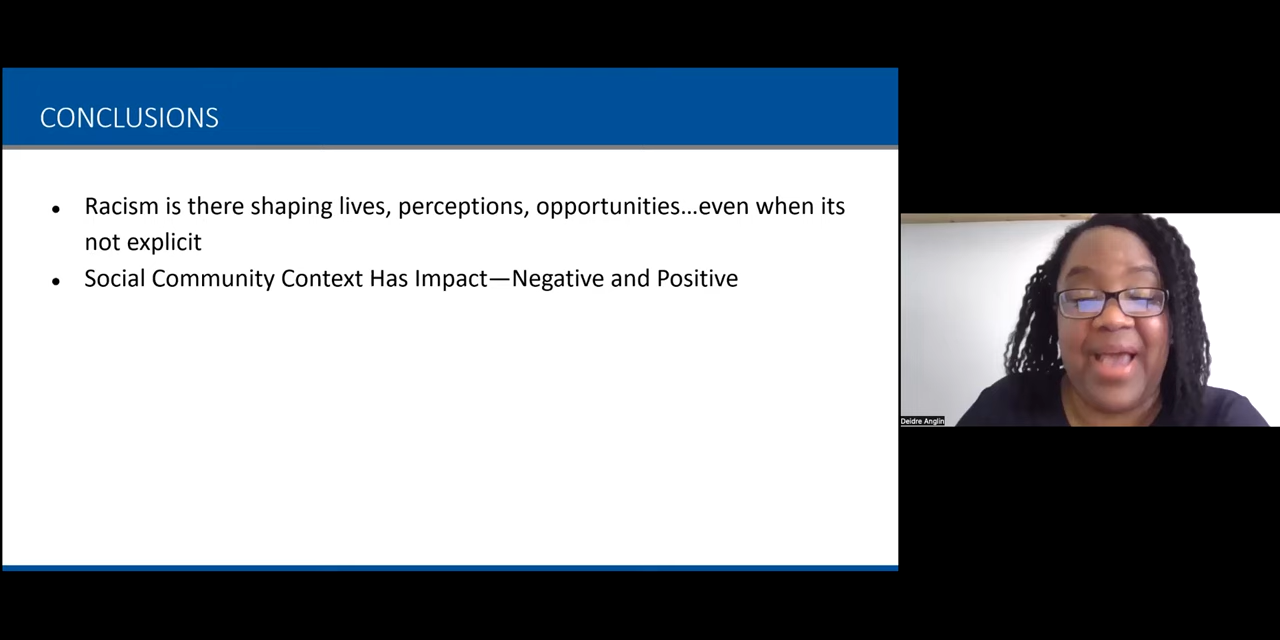 CONCLUSIONS
• Racism is there shaping lives, perceptions, opportunities...even when its
not explicit
• Social Community Context Has Impact—Negative and Positive
Deidre Anglin